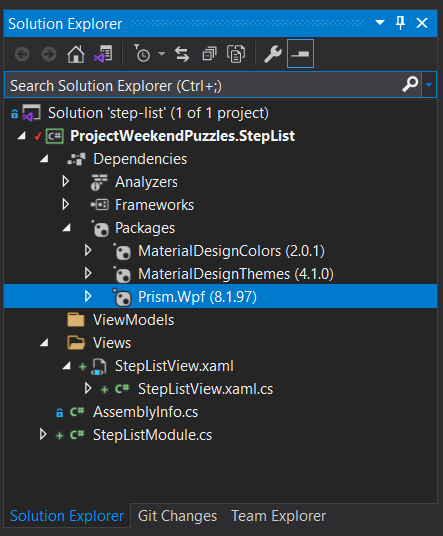 Solution Explorer
Search Solution Explorer (Ctrl+;)
Solution 'step-list' (1 of 1 project)
C# ProjectWeekendPuzzles.StepList
Dependencies
Analyzers
Frameworks
Packages
MaterialDesignColors (2.0.1)
MaterialDesignThemes (4.1.0)
Prism.Wpf (8.1.97)
ViewModels
Views
StepListView.xaml
C# StepListView.xaml.cs
C# AssemblyInfo.cs
C# StepListModule.cs
Solution Explorer Git Changes Team Explorer